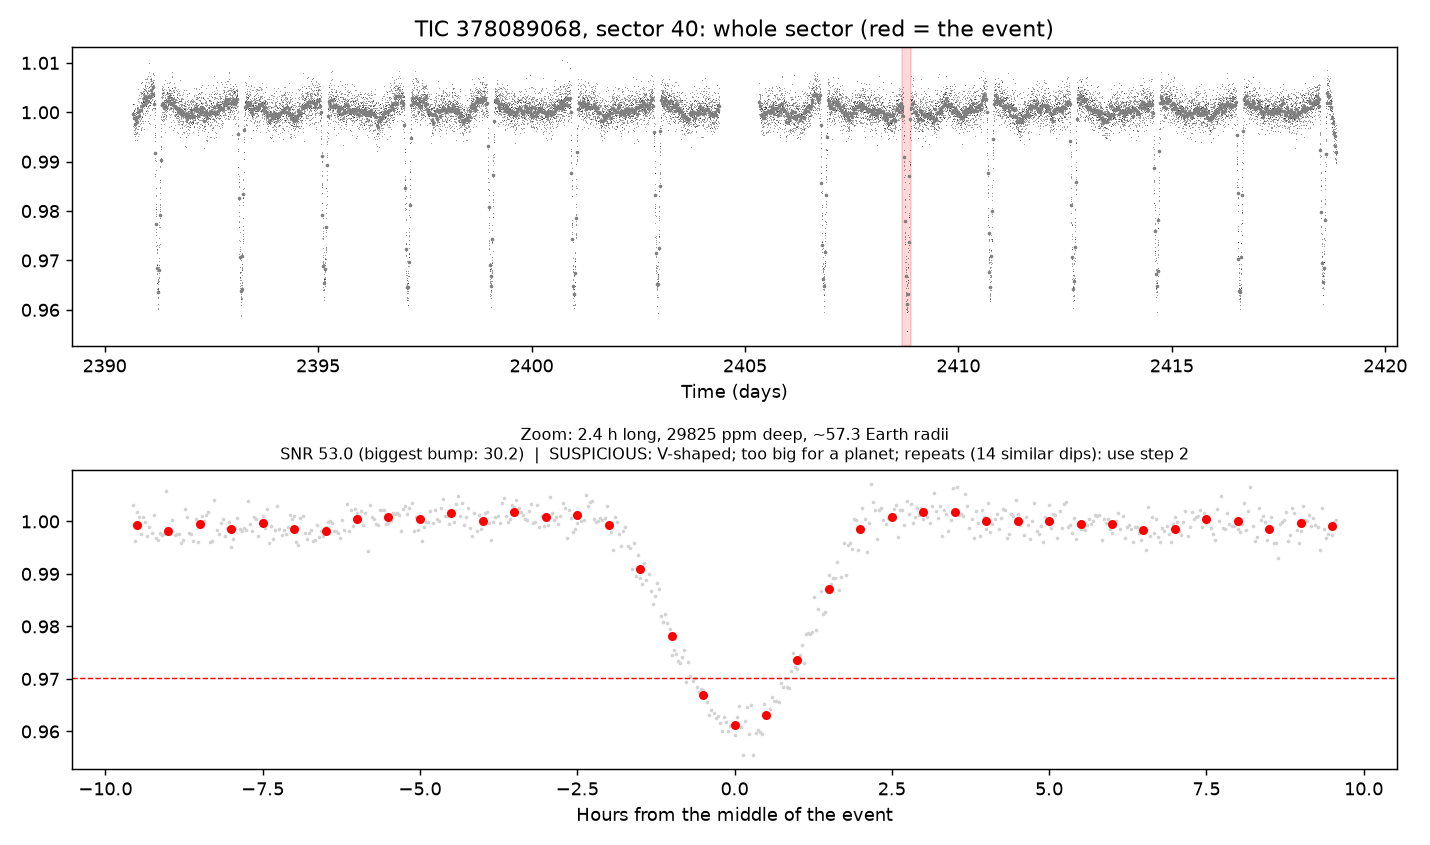 TIC 378089068, sector 40: whole sector (red = the event)
1.01
1.00
0.99
0.98
0.97
0.96
2390 2395 2400 2405 2410 2415 2420
Time (days)
Zoom: 2.4 h long, 29825 ppm deep, ~57.3 Earth radii
SNR 53.0 (biggest bump: 30.2) | SUSPICIOUS: V-shaped; too big for a planet; repeats (14 similar dips): use step 2
1.00
0.99
0.98
0.97
0.96
−10.0 −7.5 −5.0 −2.5 0.0 2.5 5.0 7.5 10.0
Hours from the middle of the event